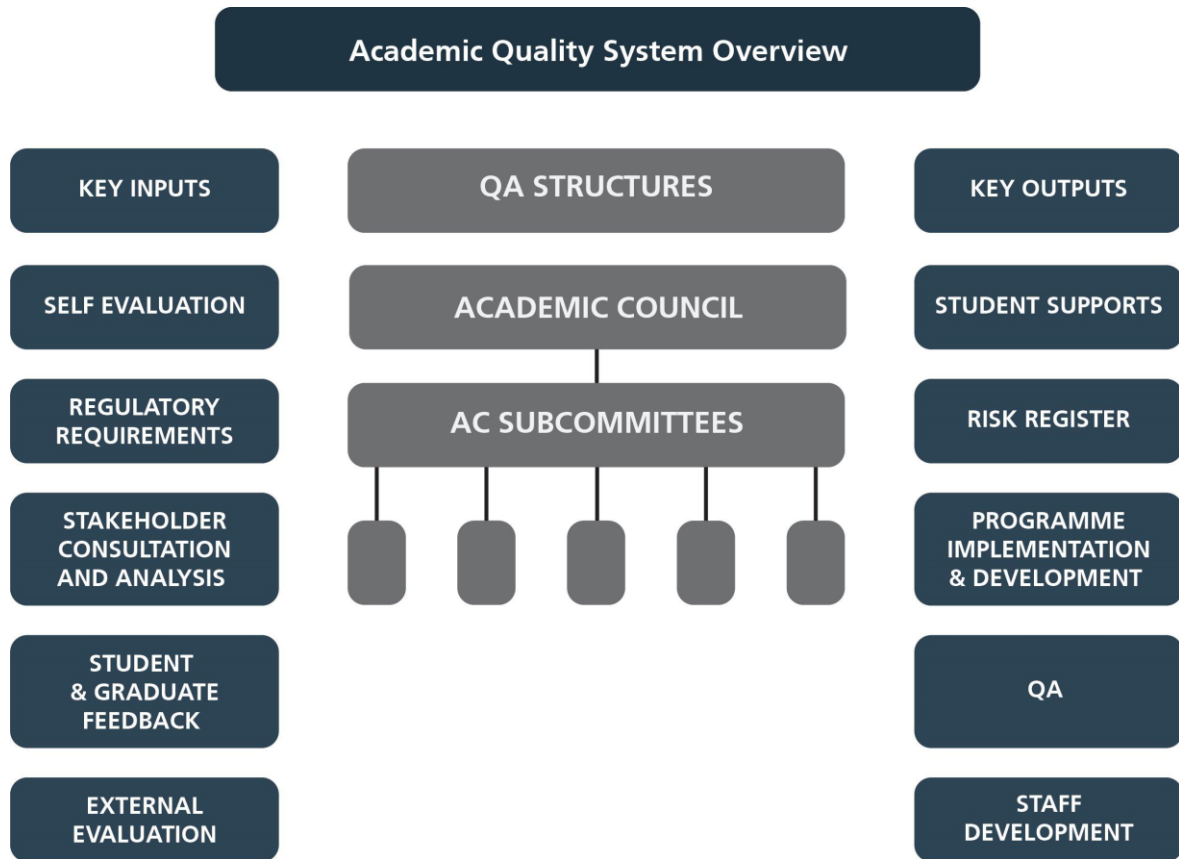 Academic Quality System Overview
KEY INPUTS
SELF EVALUATION
REGULATORY
REQUIREMENTS
STAKEHOLDER
CONSULTATION
AND ANALYSIS
STUDENT
& GRADUATE
FEEDBACK
EXTERNAL
EVALUATION
QA STRUCTURES
ACADEMIC COUNCIL
AC SUBCOMMITTEES
KEY OUTPUTS
STUDENT SUPPORTS
RISK REGISTER
PROGRAMME
IMPLEMENTATION
& DEVELOPMENT
QA
STAFF
DEVELOPMENT